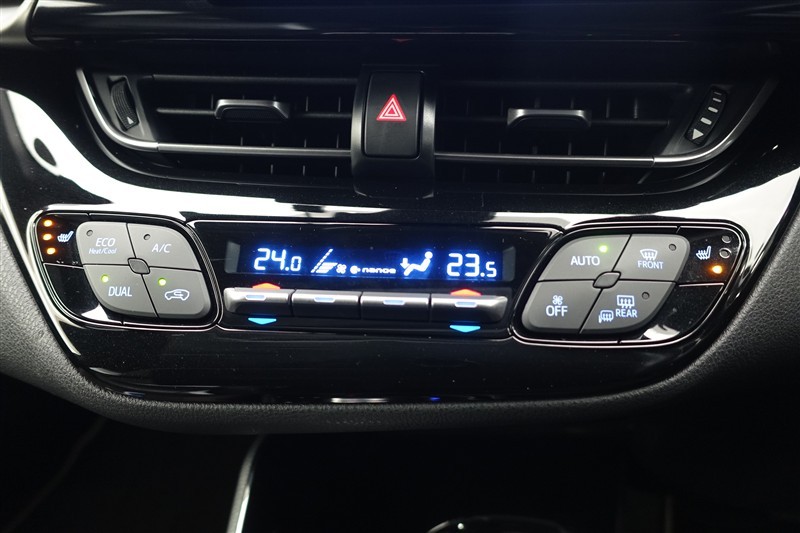 24.0
nanoe
23.5
ECO
Heat/Cool
A/C
DUAL
AUTO
FRONT
OFF
REAR